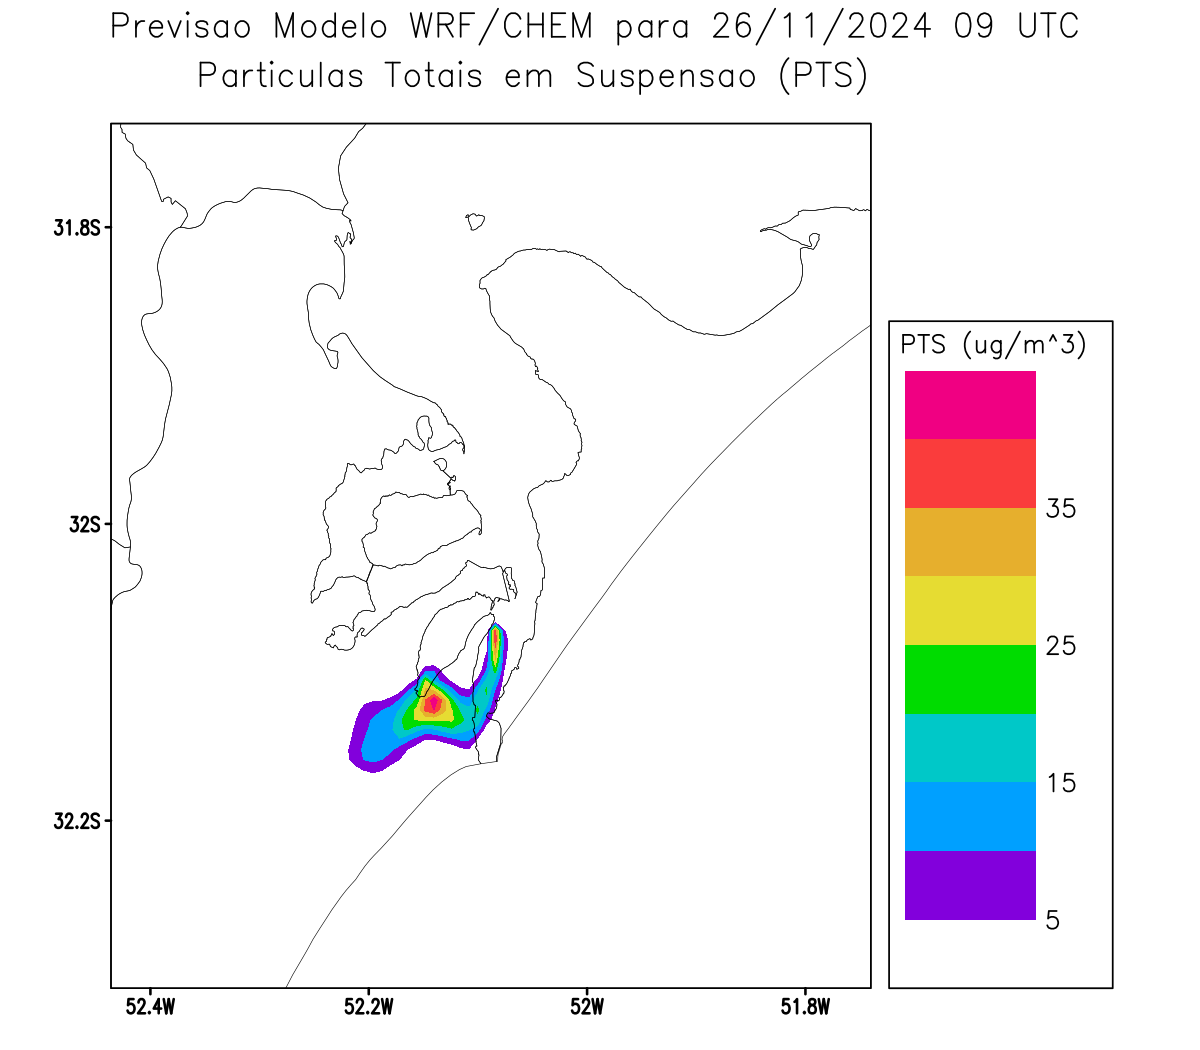 Previsao Modelo WRF/CHEM para 26/11/2024 09 UTC
Particulas Totais em Suspensao (PTS)
31.8S
32S
32.2S
52.4W 52.2W 52W 51.8W
PTS (ug/m^3)
35
25
15
5